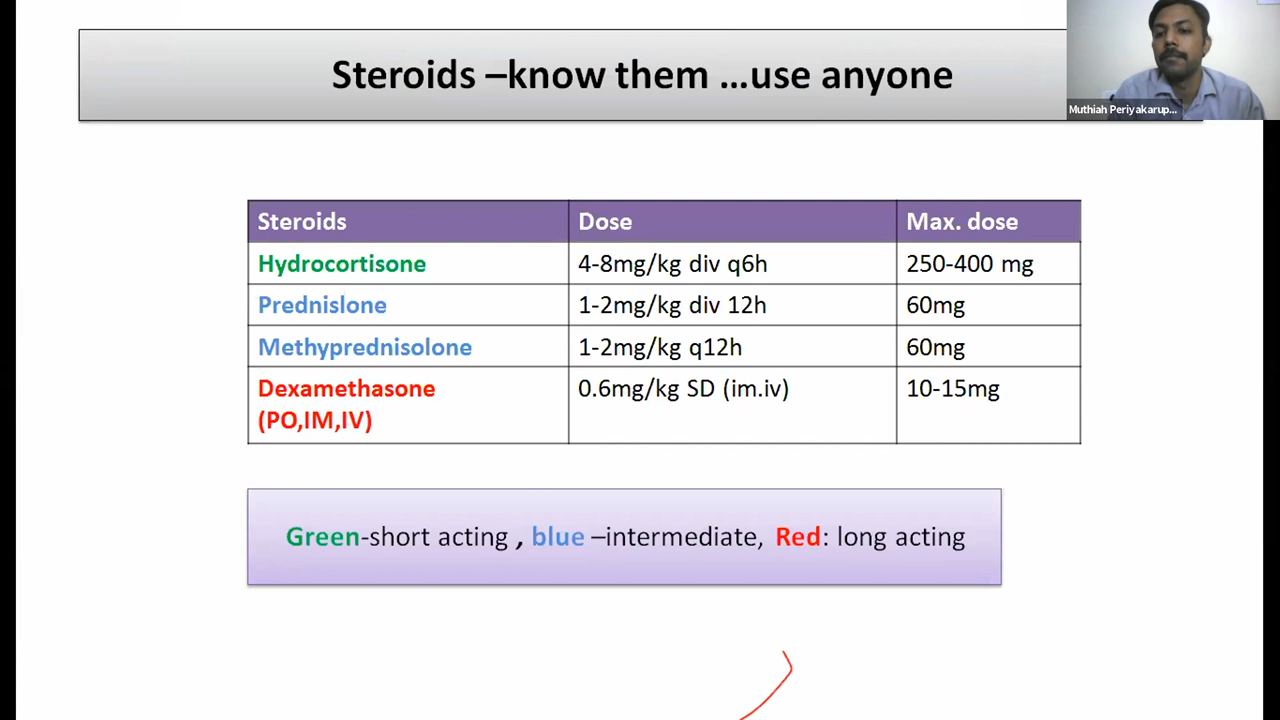 Steroids –know them ...use anyone
Muthiah Periyakarup...
Steroids Dose Max. dose
Hydrocortisone 4-8mg/kg div q6h 250-400 mg
Prednislone 1-2mg/kg div 12h 60mg
Methyprednisolone 1-2mg/kg q12h 60mg
Dexamethasone 0.6mg/kg SD (im.iv) 10-15mg
(PO,IM,IV)
Green-short acting , blue –intermediate, Red: long acting